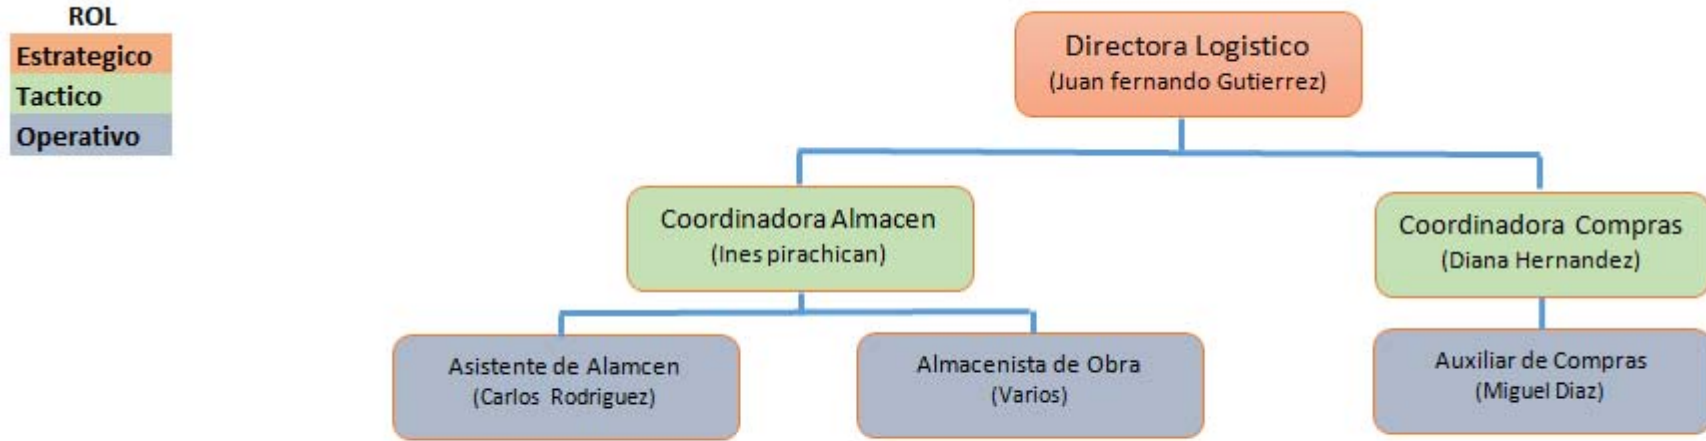 ROL
Estrategico
Tactico
Operativo
Directora Logistico
(Juan fernando Gutierrez)
Coordinadora Almacen
(Ines pirachican)
Coordinadora Compras
(Diana Hernandez)
Asistente de Alamcen
(Carlos Rodriguez)
Almacenista de Obra
(Varios)
Auxiliar de Compras
(Miguel Diaz)